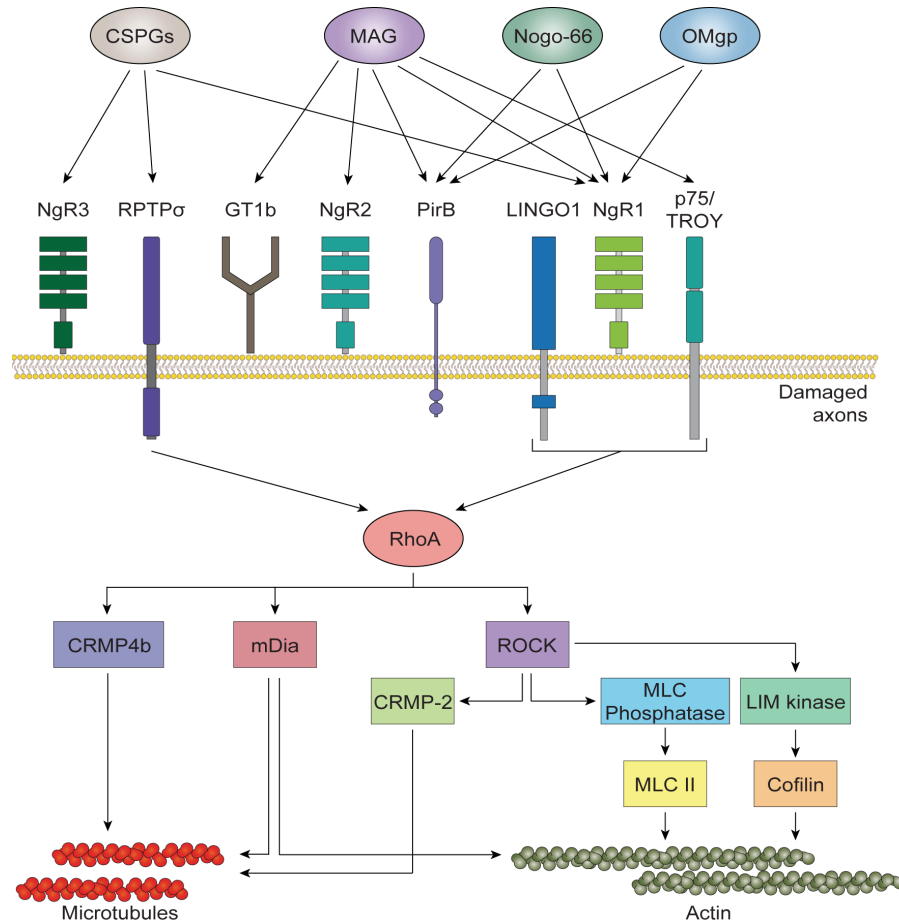 CSPGs
MAG
Nogo-66
OMgp
NgR3
RPTPσ
GT1b
NgR2
PirB
LINGO1
NgR1
p75/
TROY
Damaged
axons
RhoA
CRMP4b
mDia
ROCK
CRMP-2
MLC
Phosphatase
LIM kinase
MLC II
Cofilin
Microtubules
Actin